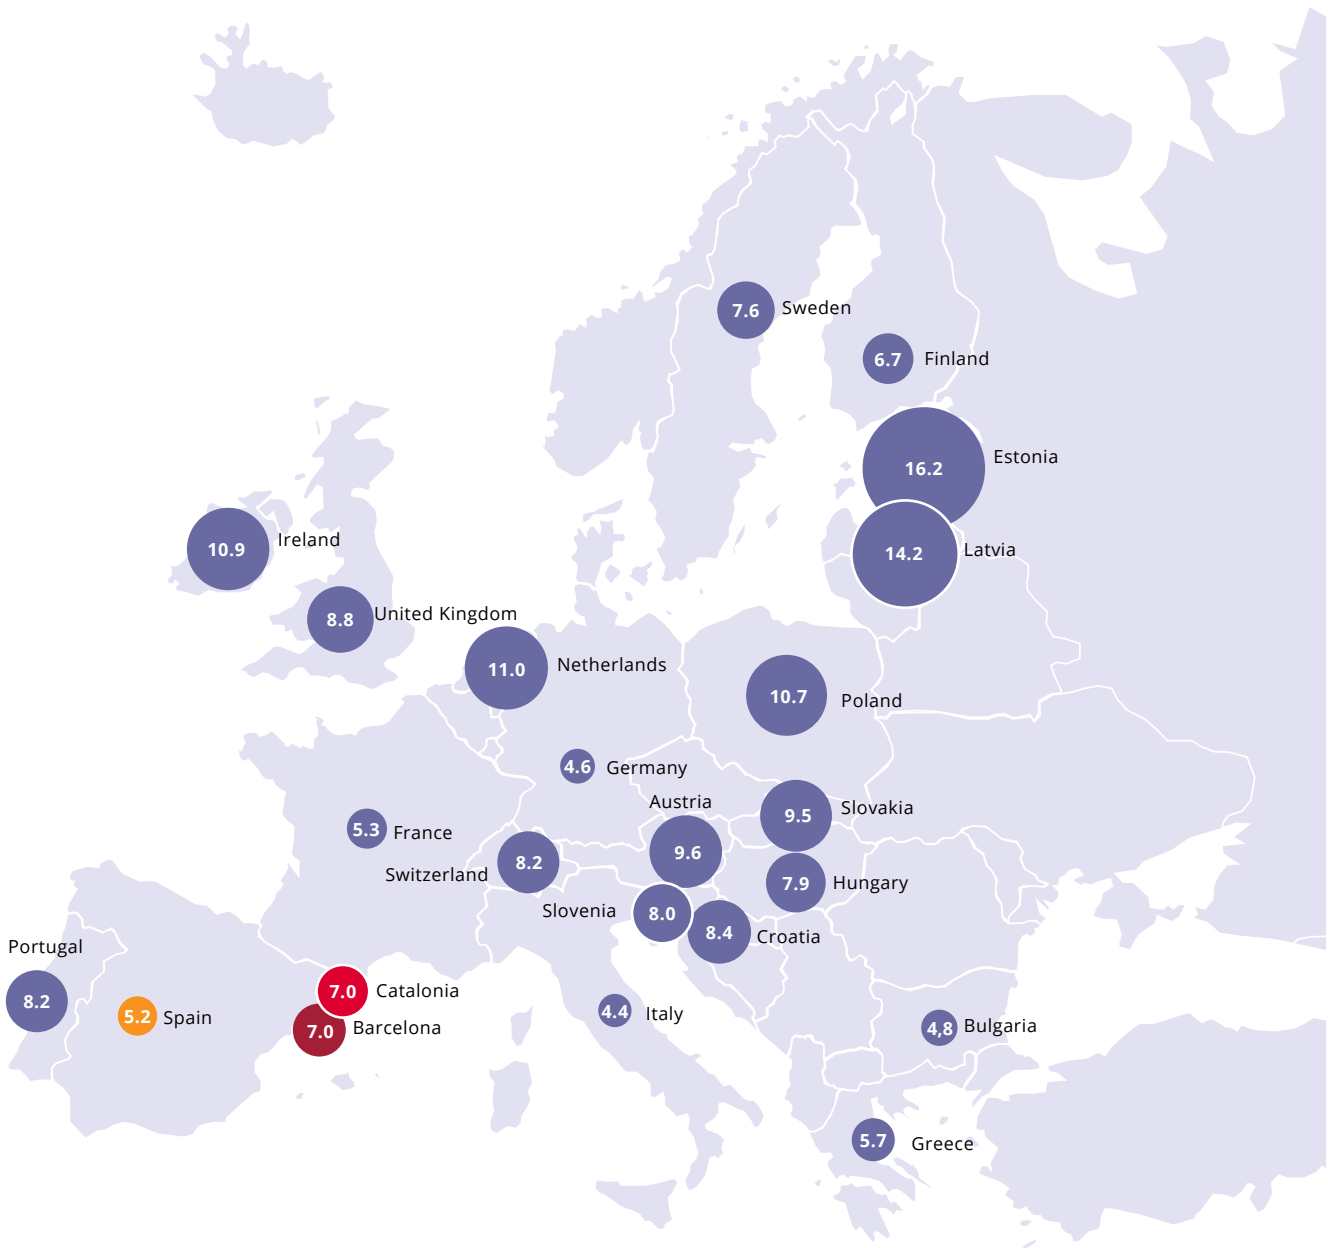 7.6 Sweden
6.7 Finland
16.2 Estonia
10.9 Ireland
14.2 Latvia
8.8 United Kingdom
11.0 Netherlands
10.7 Poland
4.6 Germany
Austria
9.6
9.5 Slovakia
5.3 France
Switzerland 8.2
7.9 Hungary
Slovenia 8.0
8.4 Croatia
Portugal
8.2
7.0 Catalonia
5.2 Spain
7.0 Barcelona
4.4 Italy
4,8 Bulgaria
5.7 Greece